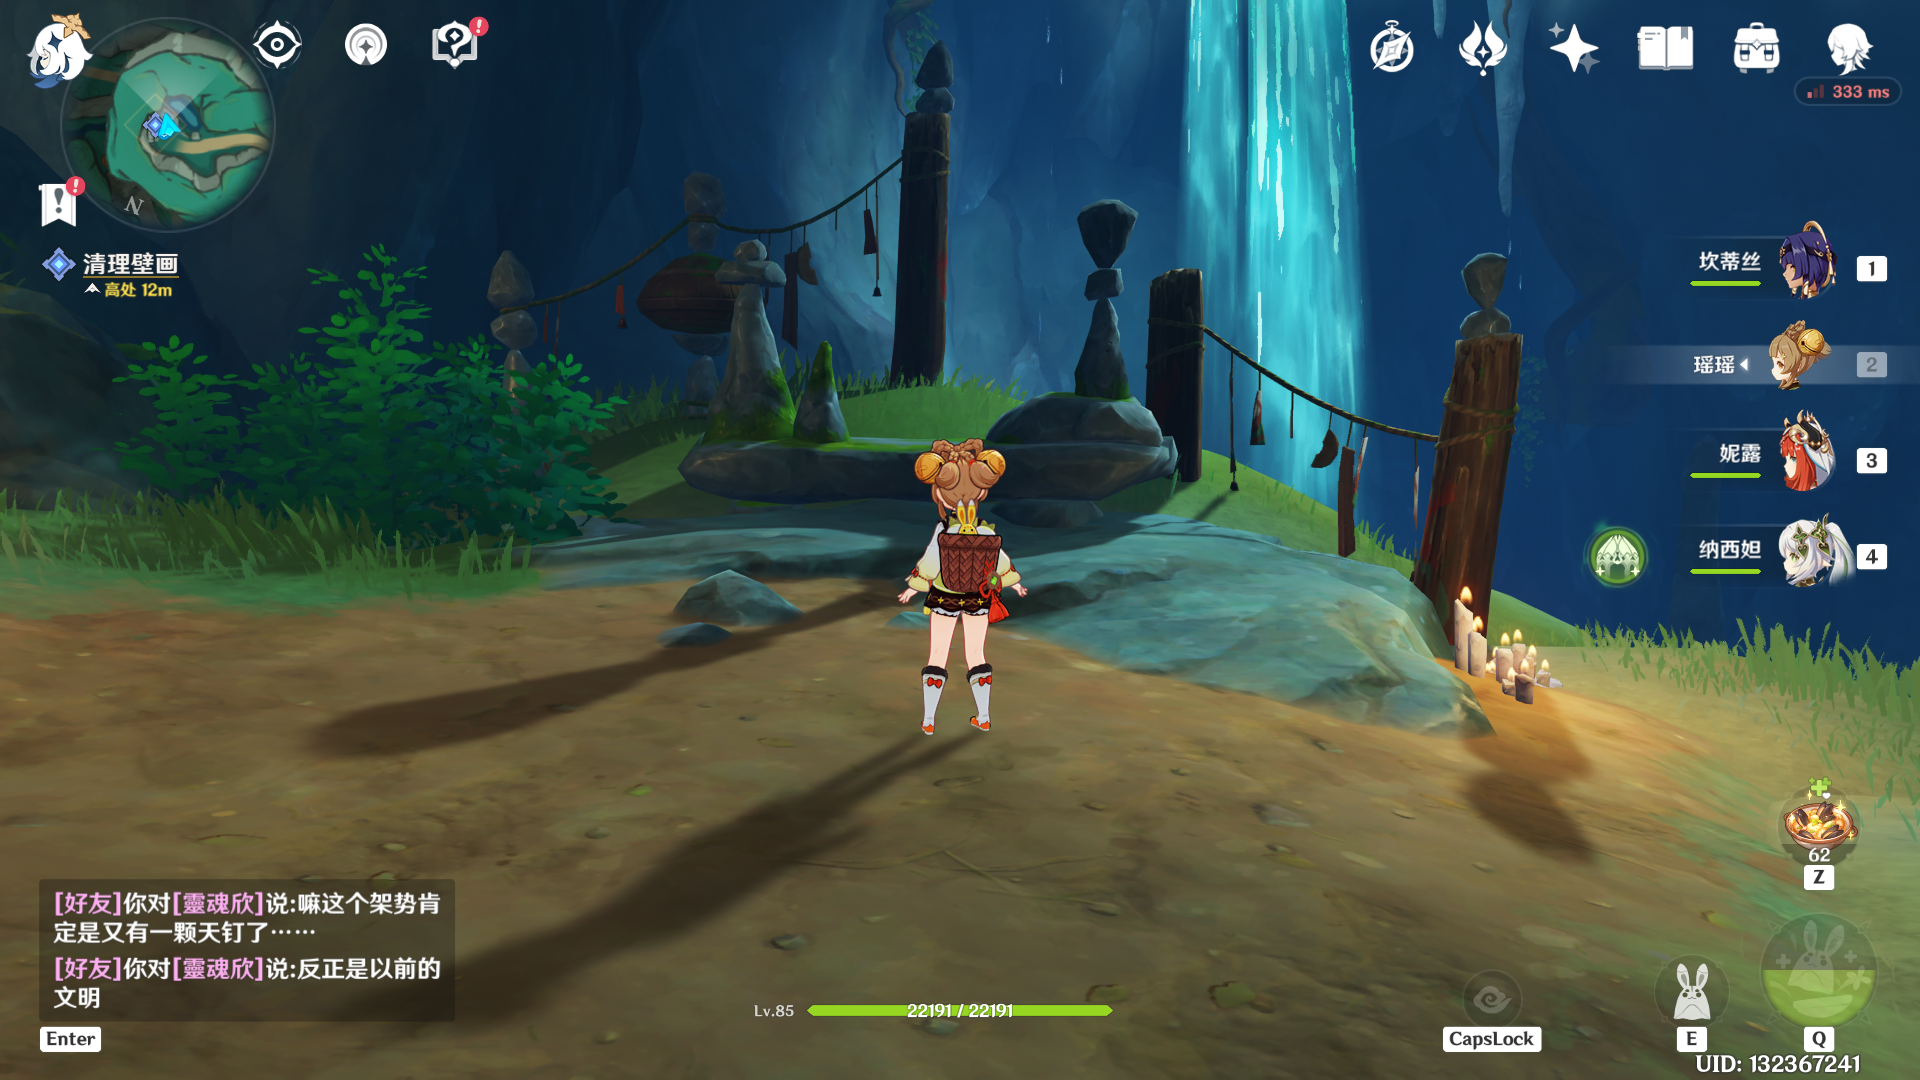 333 ms
N
清理壁画
高处 12m
坎蒂丝
1
瑶瑶
2
妮露
3
纳西妲
4
62
Z
[好友]你对[靈魂欣]说:嘛这个架势肯
定是又有一颗天钉了……
[好友]你对[靈魂欣]说:反正是以前的
文明
Enter
Lv.85
22191 / 22191
CapsLock
E
Q
UID: 132367241